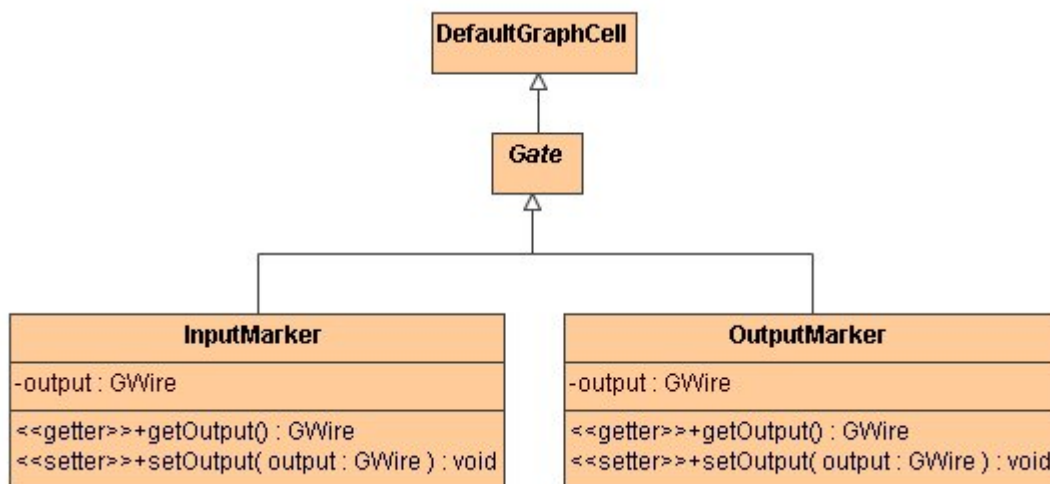 DefaultGraphCell
Gate
InputMarker
-output : GWire
<<getter>>+getOutput() : GWire
<<setter>>+setOutput( output : GWire ) : void
OutputMarker
-output : GWire
<<getter>>+getOutput() : GWire
<<setter>>+setOutput( output : GWire ) : void